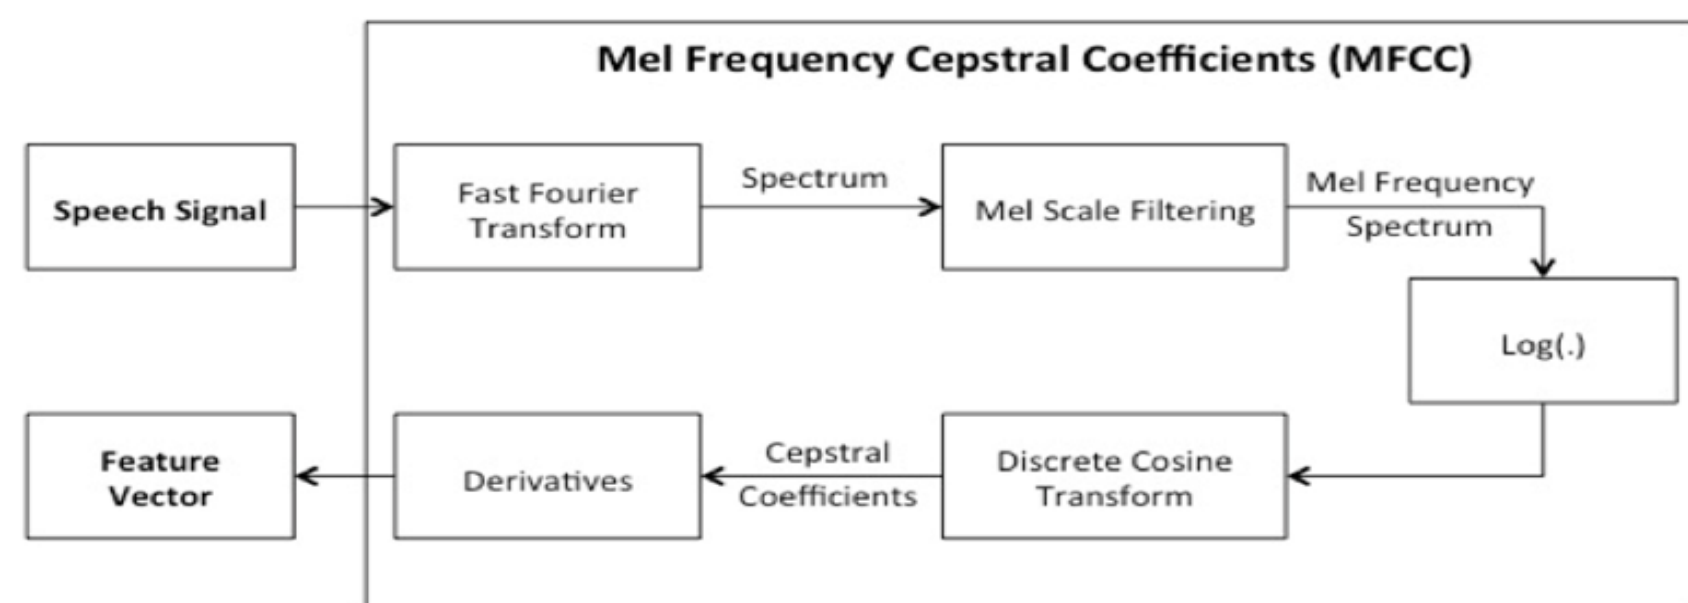 Mel Frequency Cepstral Coefficients (MFCC)
Speech Signal
Fast Fourier
Transform
Spectrum
Mel Scale Filtering
Mel Frequency
Spectrum
Log(.)
Discrete Cosine
Transform
Cepstral
Coefficients
Derivatives
Feature
Vector